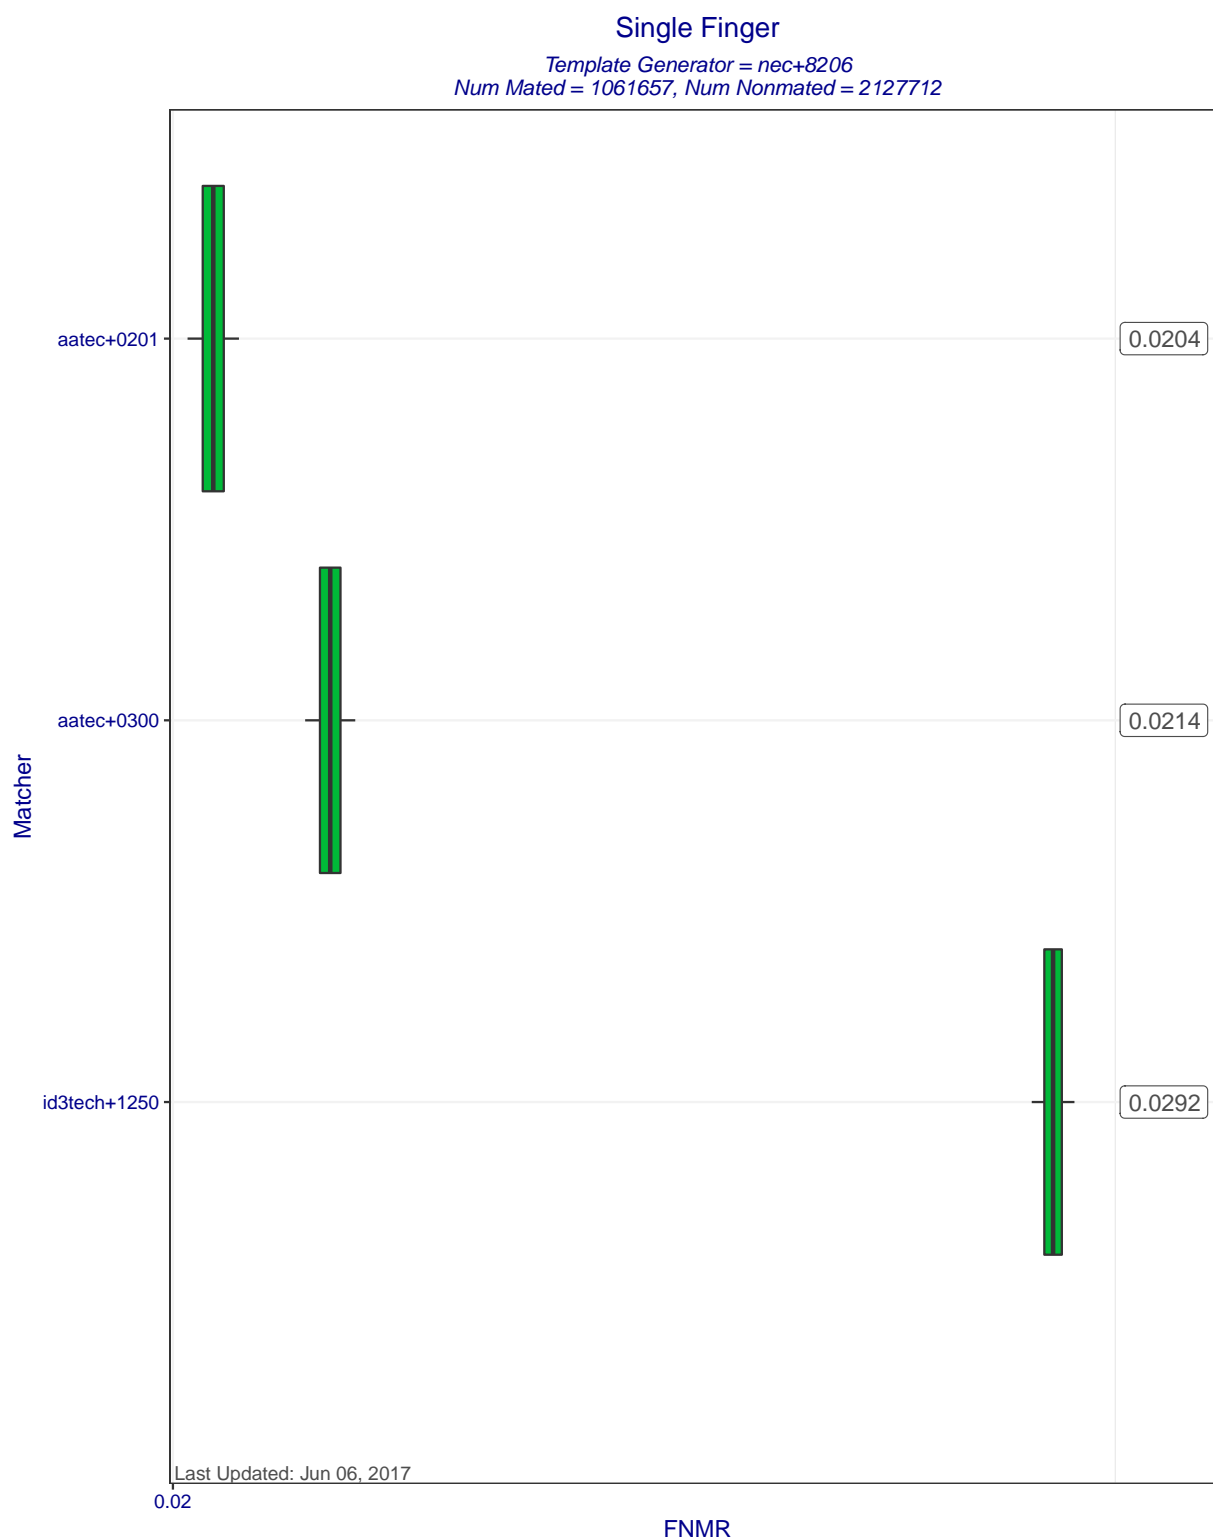 Single Finger
Template Generator = nec+8206
Num Mated = 1061657, Num Nonmated = 2127712
aatec+0201
0.0204
aatec+0300
0.0214
Matcher
id3tech+1250
0.0292
Last Updated: Jun 06, 2017
0.02
FNMR